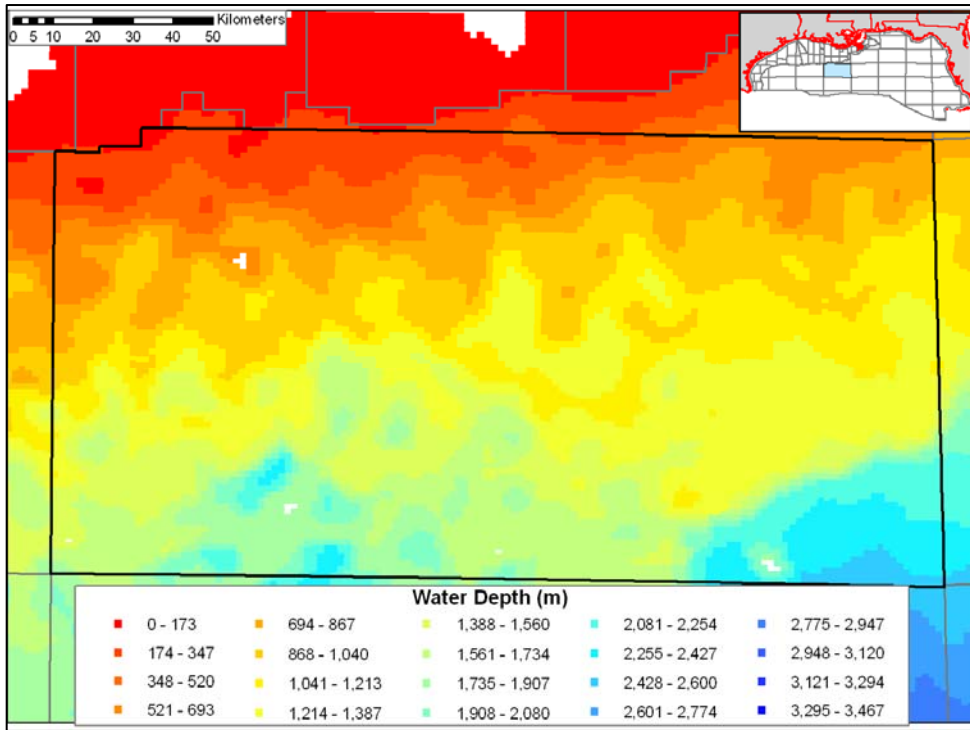 Kilometers
0 5 10 20 30 40 50
Water Depth (m)
0 - 173
174 - 347
348 - 520
521 - 693
694 - 867
868 - 1,040
1,041 - 1,213
1,214 - 1,387
1,388 - 1,560
1,561 - 1,734
1,735 - 1,907
1,908 - 2,080
2,081 - 2,254
2,255 - 2,427
2,428 - 2,600
2,601 - 2,774
2,775 - 2,947
2,948 - 3,120
3,121 - 3,294
3,295 - 3,467